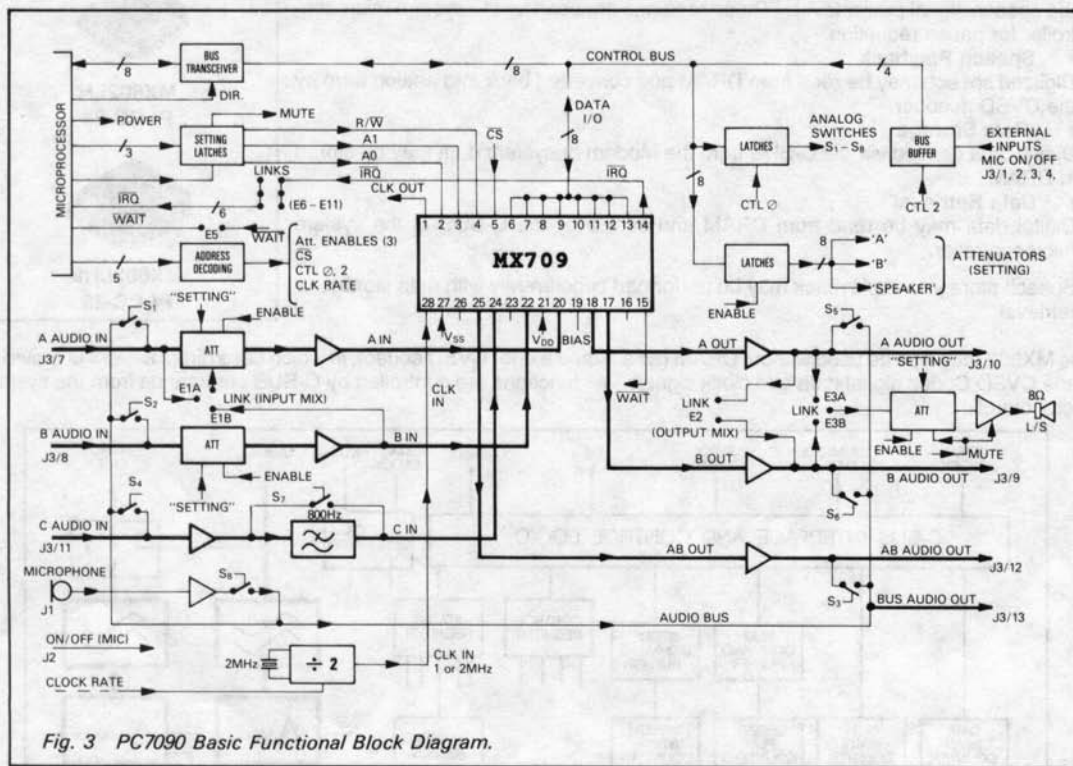 MICROPROCESSOR
8
BUS
TRANSCEIVER
DIR.
POWER
MUTE
3
SETTING
LATCHES
R/W
A1
A0
LINKS
IRQ
IRQ
WAIT
6
(E6 – E11)
E5
WAIT
ADDRESS
DECODING
Att. ENABLES (3)
CS
CTL Ø, 2
CLK RATE
CLK OUT
CS
8
CONTROL BUS
DATA
I/O
8
IRQ
4
8
LATCHES
CTL Ø
ANALOG
SWITCHES
S1 – S8
BUS
BUFFER
CTL 2
EXTERNAL
INPUTS
MIC ON/OFF
J3/1, 2, 3, 4,
LATCHES
ENABLE
8
'A'
'B'
"SPEAKER"
ATTENUATORS
(SETTING)
1 2 3 4 5 6 7 8 9 10 11 12 13 14
MX709
28 27 26 25 24 23 22 21 20 19 18 17 16 15
VSS
VDD
BIAS
CLK
IN
WAIT
"SETTING"
ENABLE
S1
A AUDIO IN
J3/7
ATT
A IN
E1A
LINK (INPUT MIX)
E1B
S2
B AUDIO IN
J3/8
ATT
B IN
ENABLE
"SETTING"
S4
C AUDIO IN
J3/11
S7
800Hz
C IN
MICROPHONE
J1
S8
AUDIO BUS
ON/OFF (MIC)
J2
CLOCK RATE
2MHz
÷ 2
CLK IN
1 or 2MHz
S5
A OUT
A AUDIO OUT
J3/10
"SETTING"
LINK
E2
(OUTPUT MIX)
E3A
LINK
E3B
ATT
8Ω
L/S
ENABLE
MUTE
B OUT
B AUDIO OUT
J3/9
S6
AB OUT
AB AUDIO OUT
J3/12
S3
BUS AUDIO OUT
J3/13
Fig. 3 PC7090 Basic Functional Block Diagram.